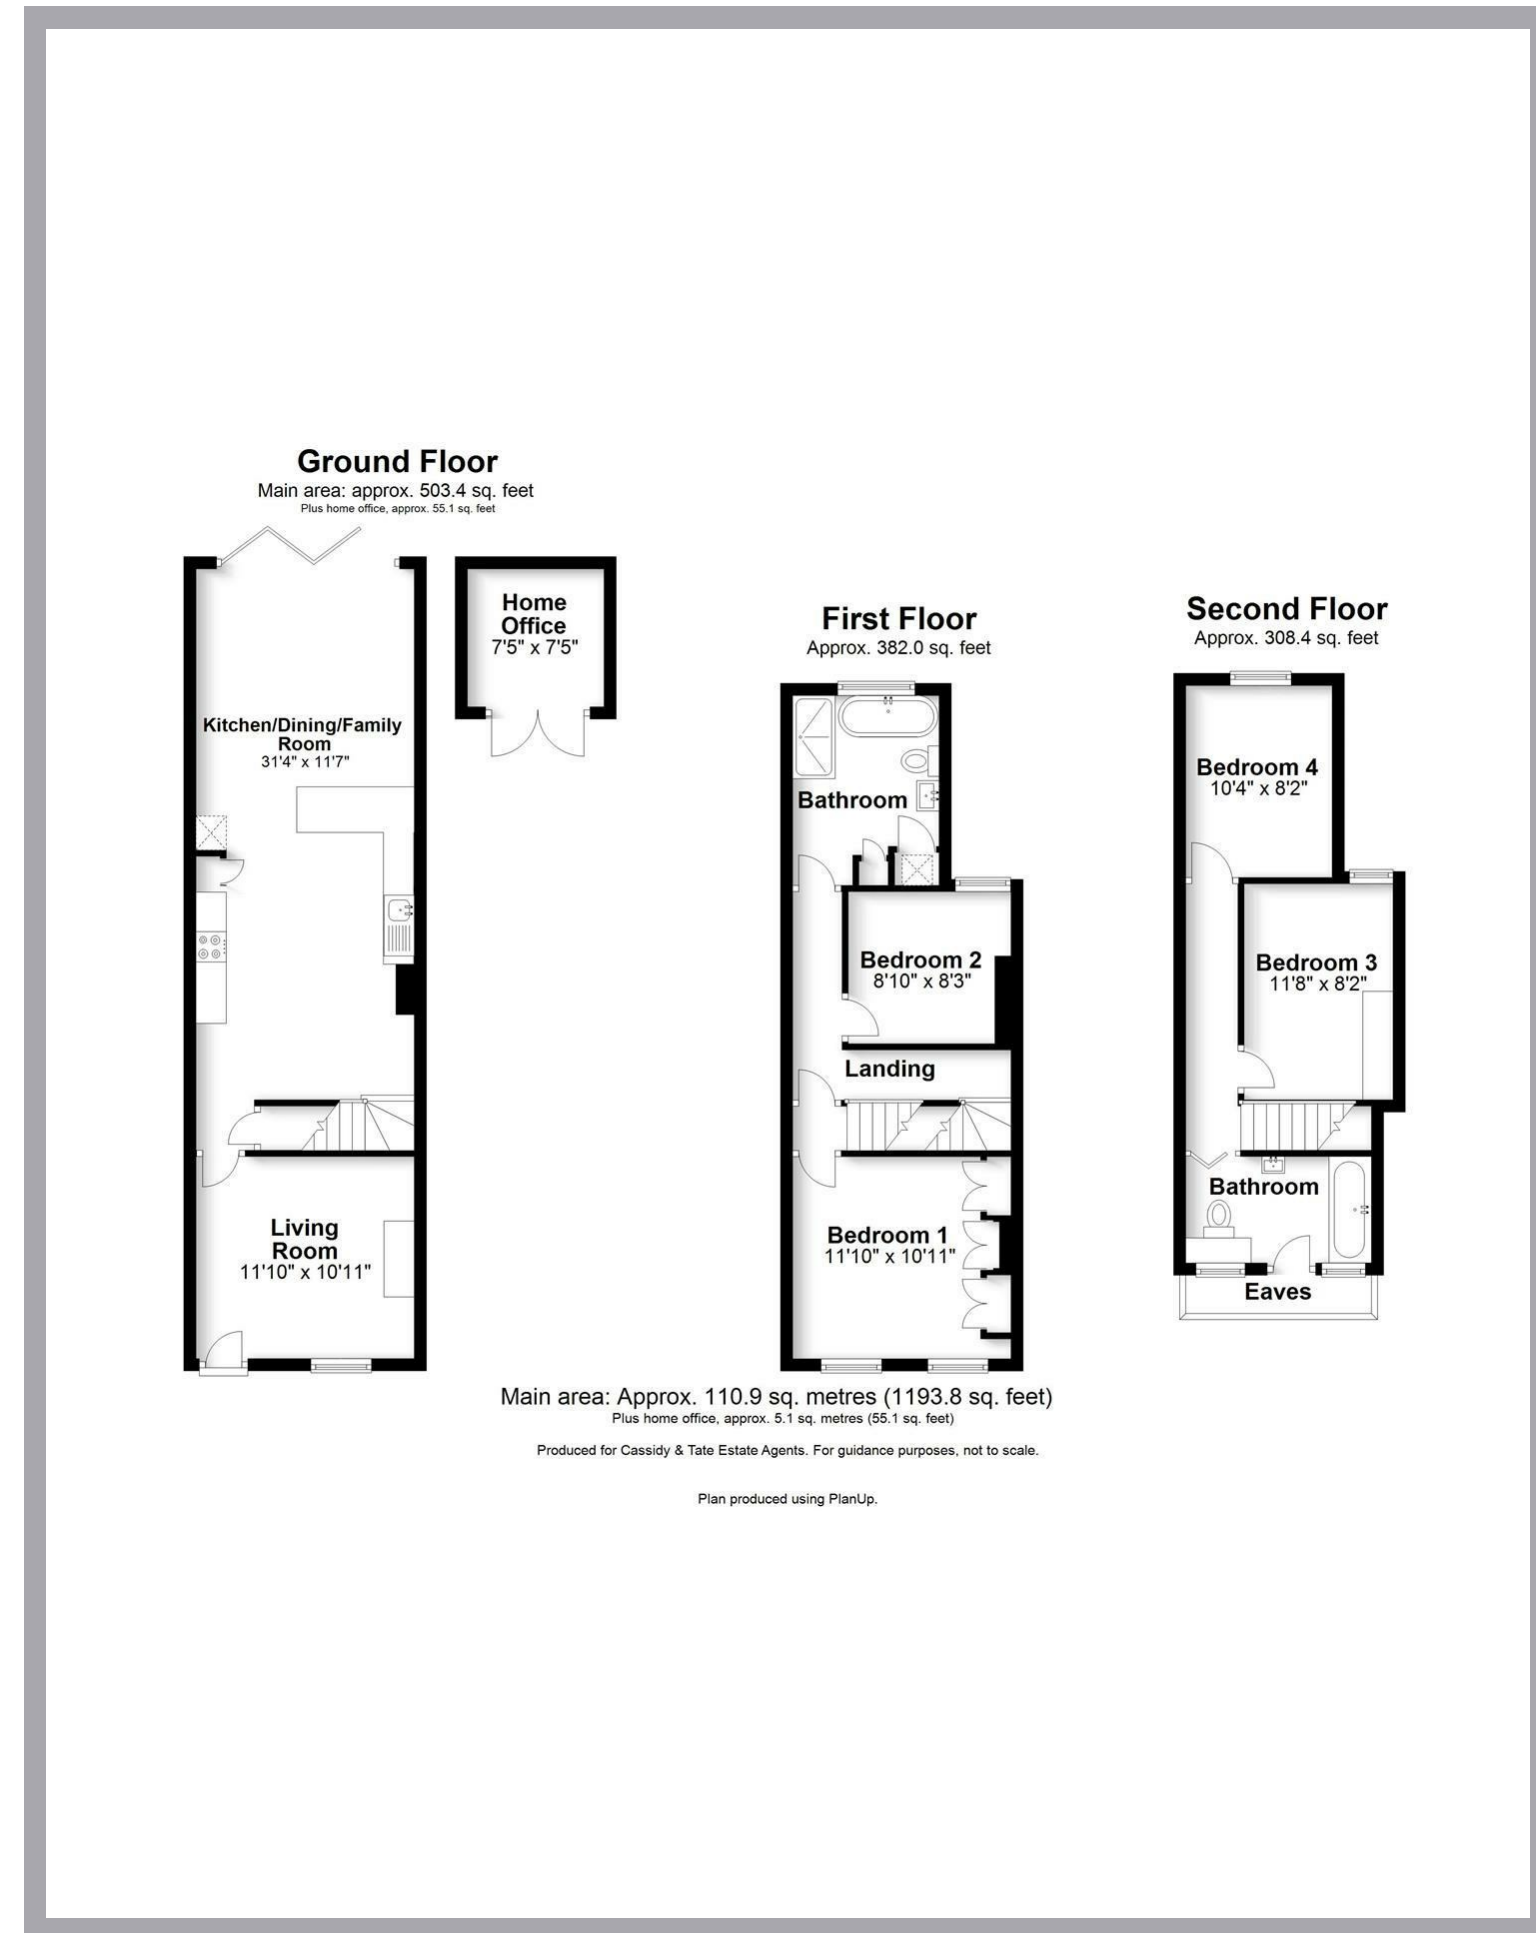 Ground Floor
Main area: approx. 503.4 sq. feet
Plus home office, approx. 55.1 sq. feet
Home
Office
7'5" x 7'5"
Kitchen/Dining/Family
Room
31'4" x 11'7"
Living
Room
11'10" x 10'11"
First Floor
Approx. 382.0 sq. feet
Bathroom
Bedroom 2
8'10" x 8'3"
Landing
Bedroom 1
11'10" x 10'11"
Second Floor
Approx. 308.4 sq. feet
Bedroom 4
10'4" x 8'2"
Bedroom 3
11'8" x 8'2"
Bathroom
Eaves
Main area: Approx. 110.9 sq. metres (1193.8 sq. feet)
Plus home office, approx. 5.1 sq. metres (55.1 sq. feet)
Produced for Cassidy & Tate Estate Agents. For guidance purposes, not to scale.
Plan produced using PlanUp.